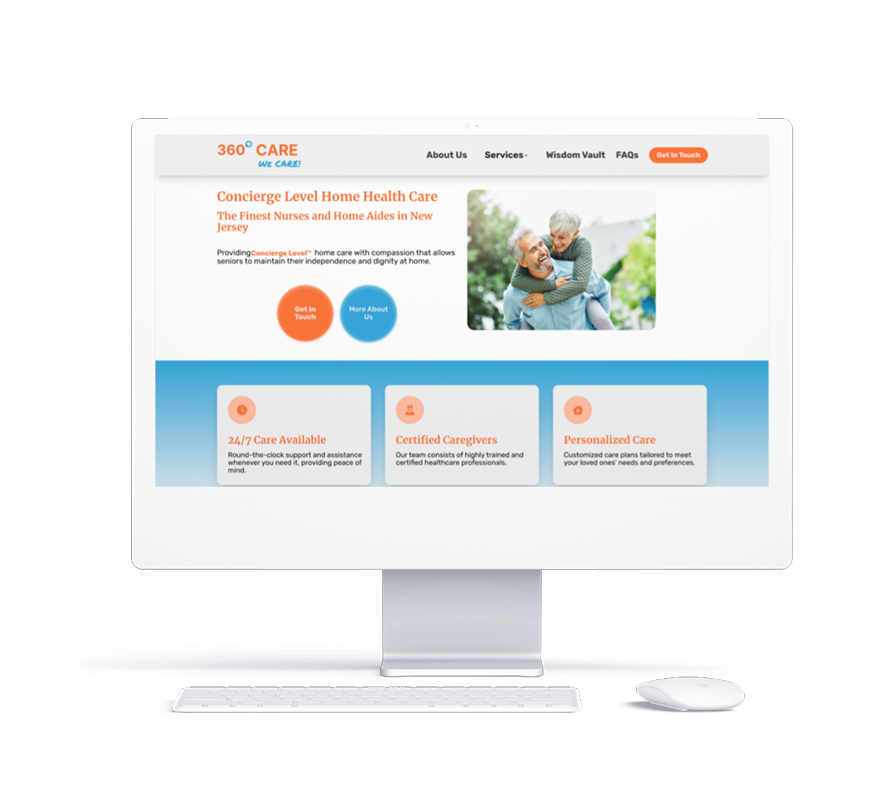 360° CARE
WE CARE!
About Us Services Wisdom Vault FAQs Get In Touch
Concierge Level Home Health Care
The Finest Nurses and Home Aides in New
Jersey
Providing Concierge Level™ home care with compassion that allows
seniors to maintain their independence and dignity at home.
Get In
Touch
More About
Us
24/7 Care Available
Round-the-clock support and assistance
whenever you need it, providing peace of
mind.
Certified Caregivers
Our team consists of highly trained and
certified healthcare professionals.
Personalized Care
Customized care plans tailored to meet
your loved ones' needs and preferences.